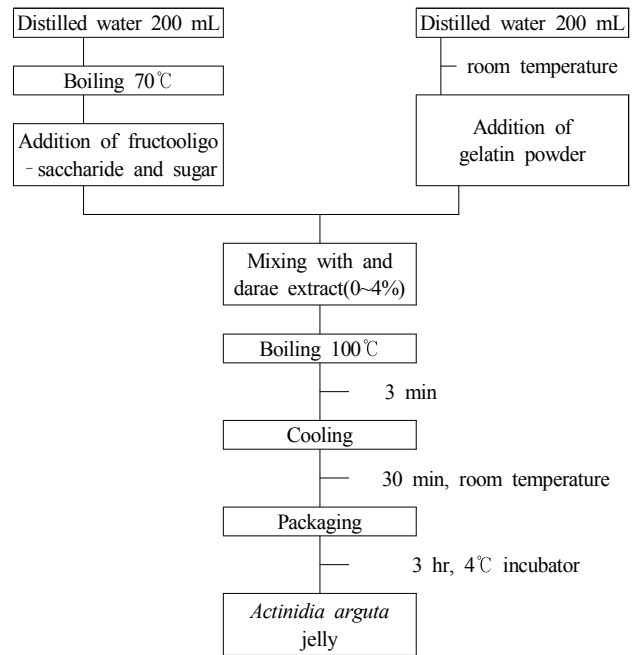 Distilled water 200 mL
Boiling 70℃
Addition of fructooligo
-saccharide and sugar
Distilled water 200 mL
room temperature
Addition of
gelatin powder
Mixing with and
darae extract(0~4%)
Boiling 100℃
3 min
Cooling
30 min, room temperature
Packaging
3 hr, 4℃ incubator
Actinidia arguta
jelly